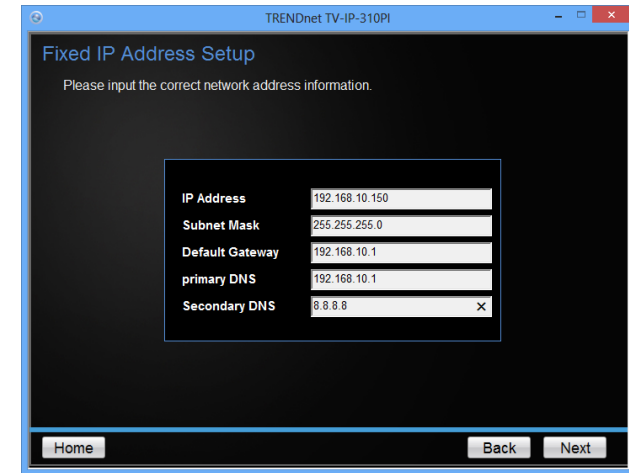 TRENDnet TV-IP-310PI
Fixed IP Address Setup
Please input the correct network address information.
IP Address 192.168.10.150
Subnet Mask 255.255.255.0
Default Gateway 192.168.10.1
primary DNS 192.168.10.1
Secondary DNS 8.8.8.8
Home Back Next